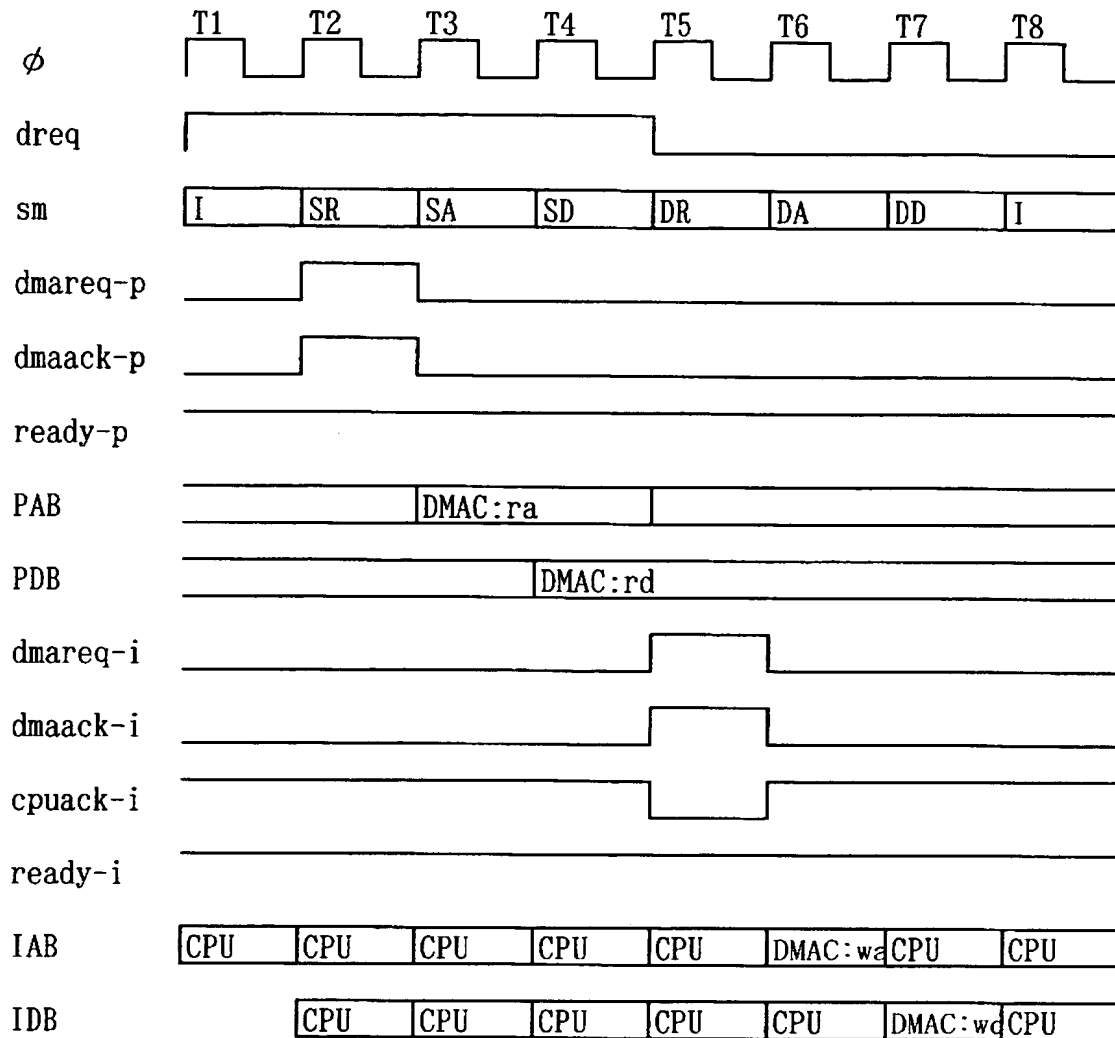 T1 T2 T3 T4 T5 T6 T7 T8
ϕ
dreq
sm I SR SA SD DR DA DD I
dmareq-p
dmaack-p
ready-p
PAB DMAC:ra
PDB DMAC:rd
dmareq-i
dmaack-i
cpuack-i
ready-i
IAB CPU CPU CPU CPU CPU DMAC:wa CPU CPU
IDB CPU CPU CPU CPU CPU DMAC:wd CPU